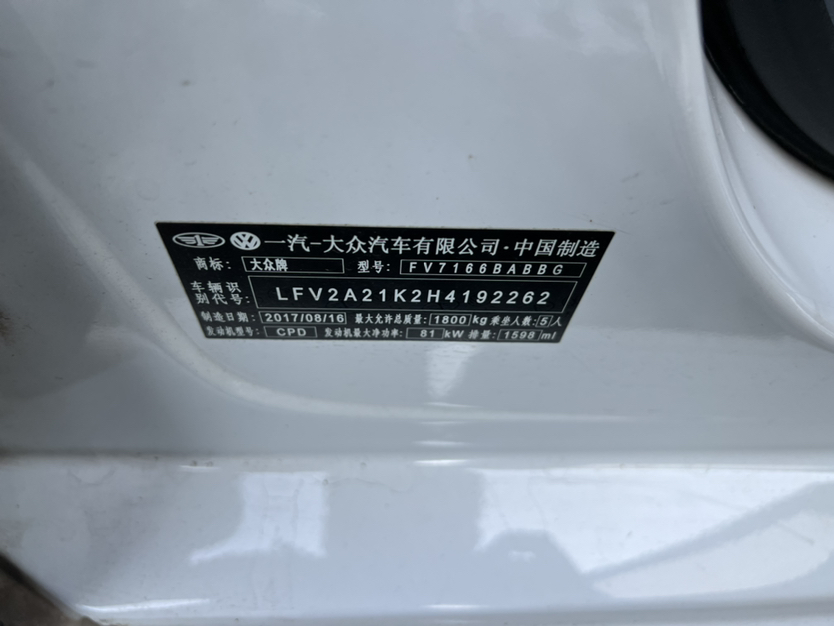 一汽-大众汽车有限公司·中国制造
商标: 大众牌 型号: FV7166BABBG
车辆识别代号: LFV2A21K2H4192262
制造日期: 2017/08/16 最大允许总质量: 1800 kg 乘坐人数: 5 人
发动机型号: CPD 发动机最大净功率: 81 kW 排量: 1598 ml